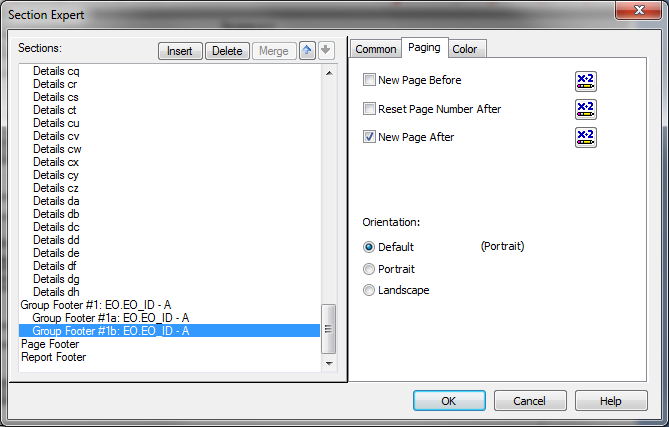 Section Expert
Sections:
Insert
Delete
Merge
Details cq
Details cr
Details cs
Details ct
Details cu
Details cv
Details cw
Details cx
Details cy
Details cz
Details da
Details db
Details dc
Details dd
Details de
Details df
Details dg
Details dh
Group Footer #1: EO.EO_ID - A
Group Footer #1a: EO.EO_ID - A
Group Footer #1b: EO.EO_ID - A
Page Footer
Report Footer
Common Paging Color
New Page Before
X·2
Reset Page Number After
X·2
New Page After
X·2
Orientation:
Default (Portrait)
Portrait
Landscape
OK
Cancel
Help